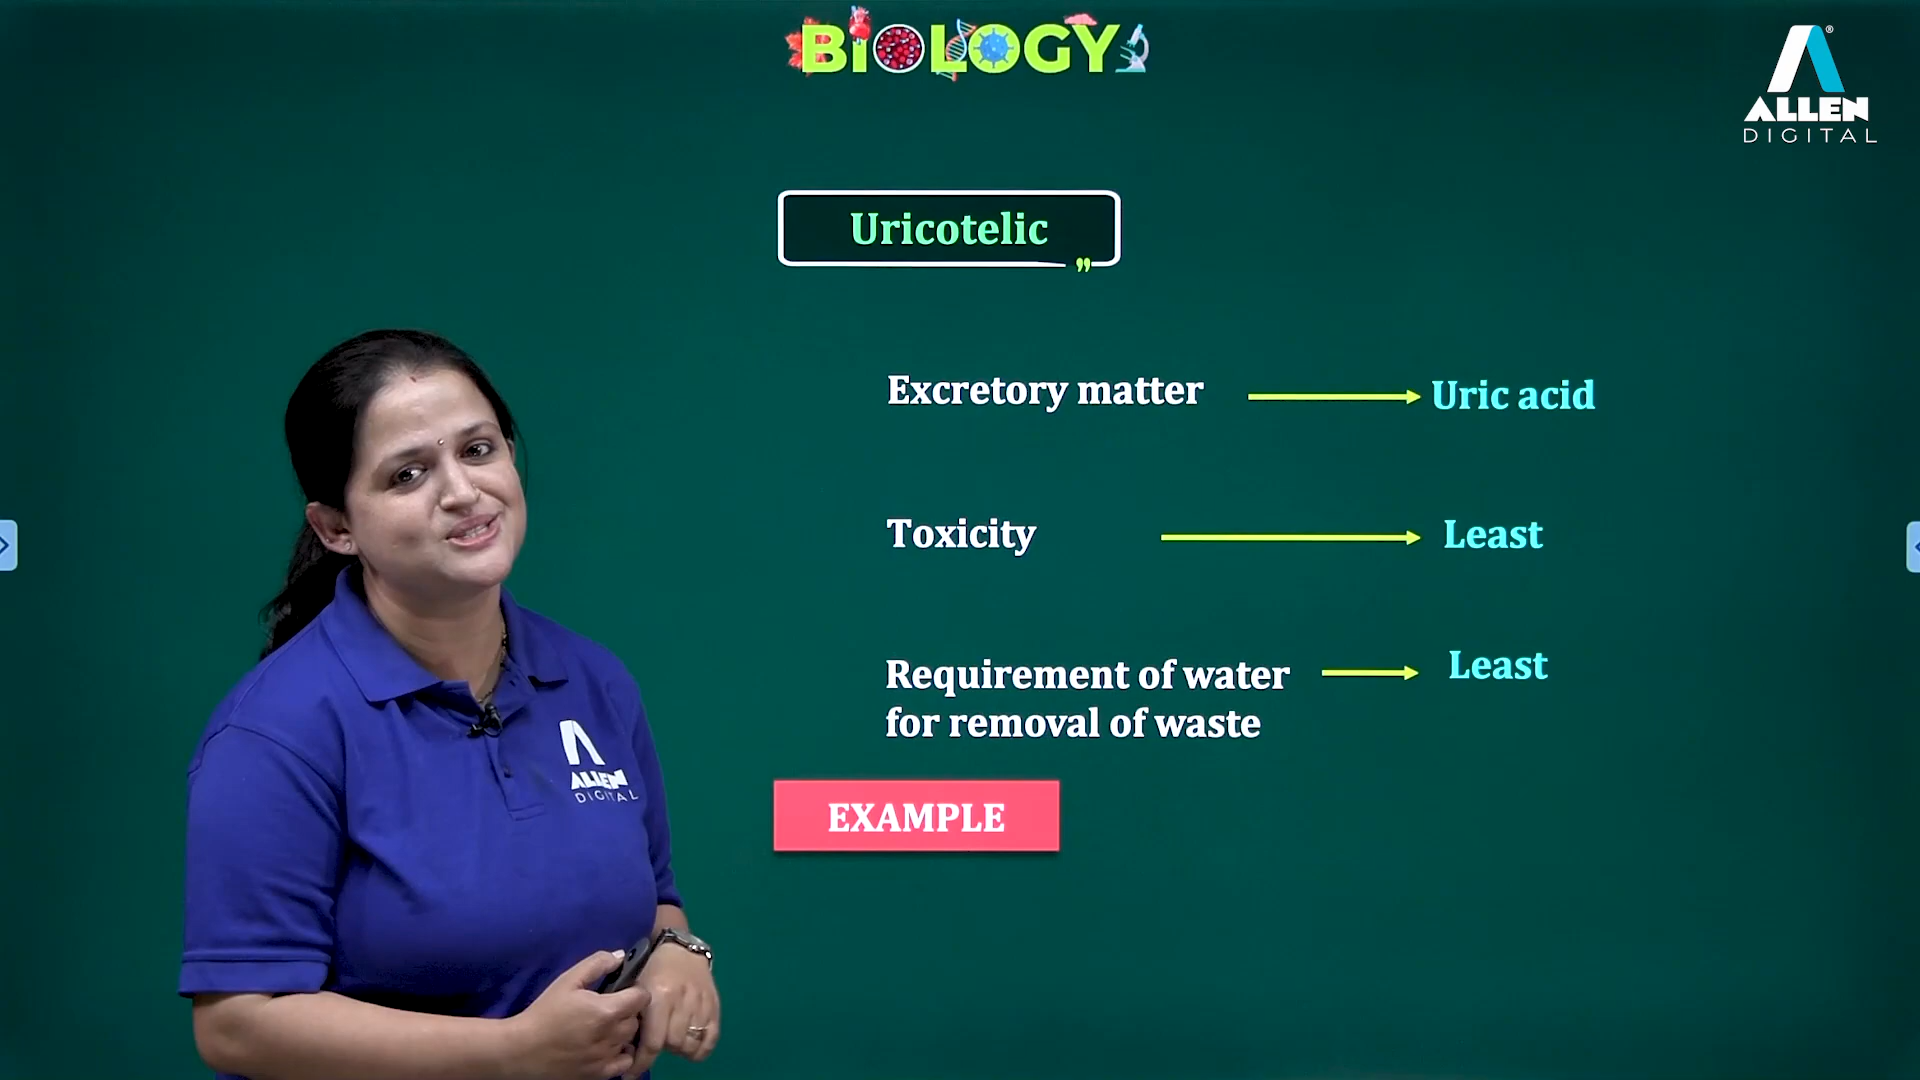 BIOLOGY
ALLEN
DIGITAL
Uricotelic
Excretory matter
Uric acid
Toxicity
Least
Requirement of water
for removal of waste
Least
EXAMPLE
ALLEN
DIGITAL